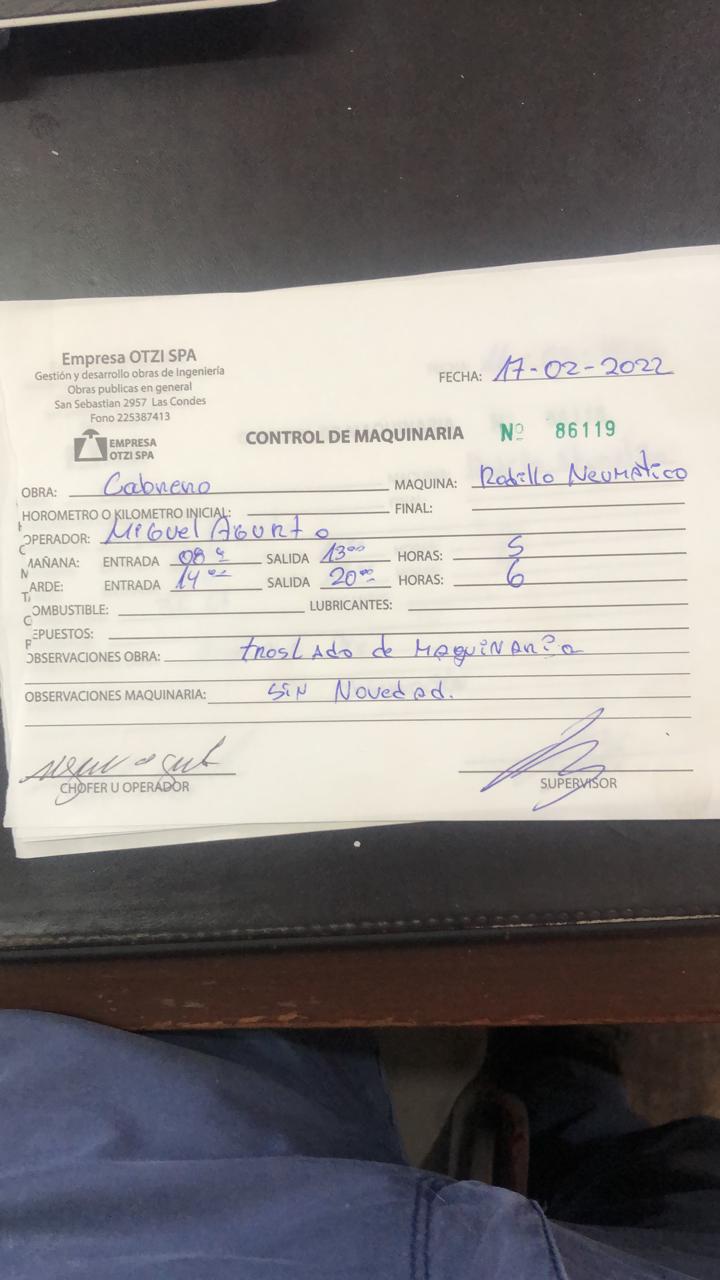 Empresa OTZI SPA
Gestión y desarrollo obras de Ingeniería
Obras publicas en general
San Sebastian 2957 Las Condes
Fono 225387413
EMPRESA
OTZI SPA
FECHA: 17-02-2022
CONTROL DE MAQUINARIA Nº 86119
OBRA: Cabrero MAQUINA: Rodillo Neumático
HOROMETRO O KILOMETRO INICIAL: FINAL:
OPERADOR: Miguel Agurto
MAÑANA: ENTRADA 08 SALIDA 13:00 HORAS: 5
TARDE: ENTRADA 14:00 SALIDA 20:00 HORAS: 6
COMBUSTIBLE: LUBRICANTES:
REPUESTOS:
OBSERVACIONES OBRA: traslado de Maquinaria
OBSERVACIONES MAQUINARIA: Sin Novedad.
CHOFER U OPERADOR SUPERVISOR